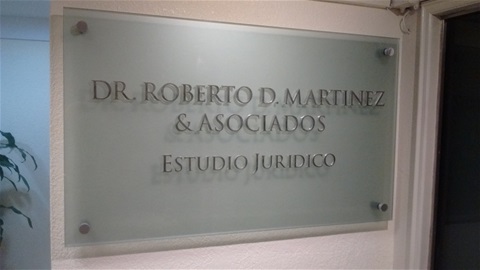 DR. ROBERTO D. MARTINEZ
& ASOCIADOS
ESTUDIO JURIDICO